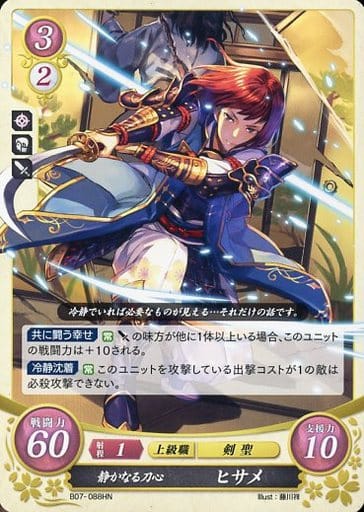 3
2
冷静でいれば必要なものが見える…それだけの話です。
共に闘う幸せ 常 の味方が他に1体以上いる場合、このユニット
の戦闘力は+10される。
冷静沈着 常 このユニットを攻撃している出撃コストが1の敵は
必殺攻撃できない。
戦闘力
60
射程 1
上級職
剣聖
支援力
10
静かなる刀心 ヒサメ
B07-088HN
Illust:藤川祥